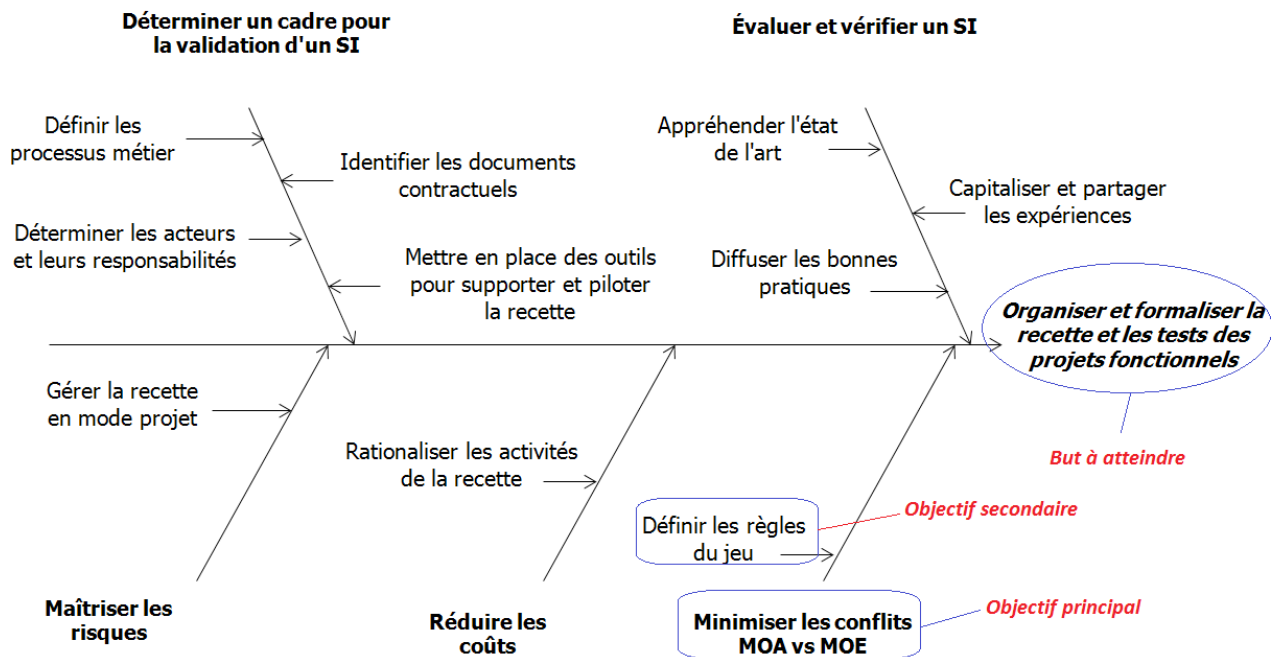 Déterminer un cadre pour
la validation d'un SI
Évaluer et vérifier un SI
Définir les
processus métier
Identifier les documents
contractuels
Déterminer les acteurs
et leurs responsabilités
Mettre en place des outils
pour supporter et piloter
la recette
Appréhender l'état
de l'art
Capitaliser et partager
les expériences
Diffuser les bonnes
pratiques
Organiser et formaliser la
recette et les tests des
projets fonctionnels
But à atteindre
Gérer la recette
en mode projet
Rationaliser les activités
de la recette
Définir les règles
du jeu
Objectif secondaire
Maîtriser les
risques
Réduire les
coûts
Minimiser les conflits
MOA vs MOE
Objectif principal